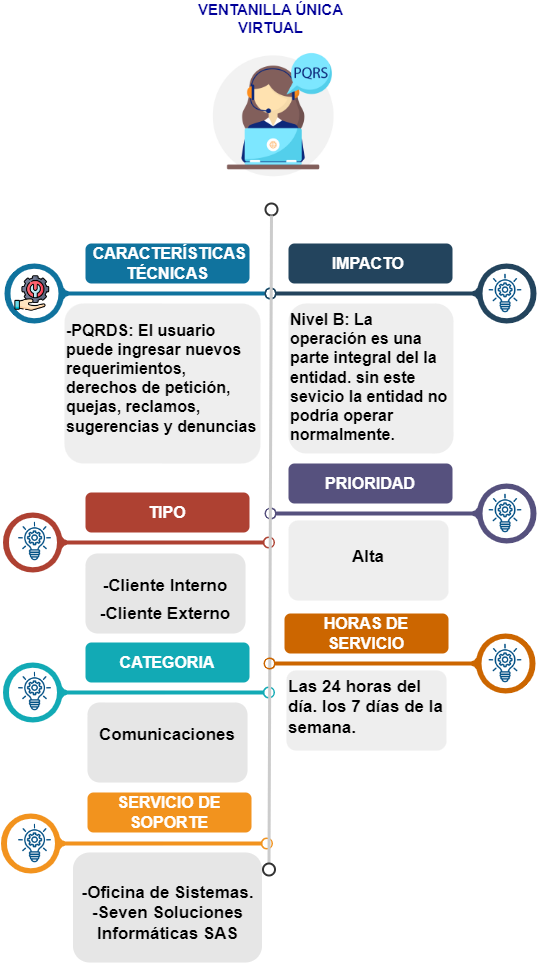 VENTANILLA ÚNICA
VIRTUAL
PQRS
CARACTERÍSTICAS
TÉCNICAS
-PQRDS: El usuario
puede ingresar nuevos
requerimientos,
derechos de petición,
quejas, reclamos,
sugerencias y denuncias
IMPACTO
Nivel B: La
operación es una
parte integral del la
entidad. sin este
sevicio la entidad no
podría operar
normalmente.
PRIORIDAD
Alta
TIPO
-Cliente Interno
-Cliente Externo
HORAS DE
SERVICIO
Las 24 horas del
día. los 7 días de la
semana.
CATEGORIA
Comunicaciones
SERVICIO DE
SOPORTE
-Oficina de Sistemas.
-Seven Soluciones
Informáticas SAS